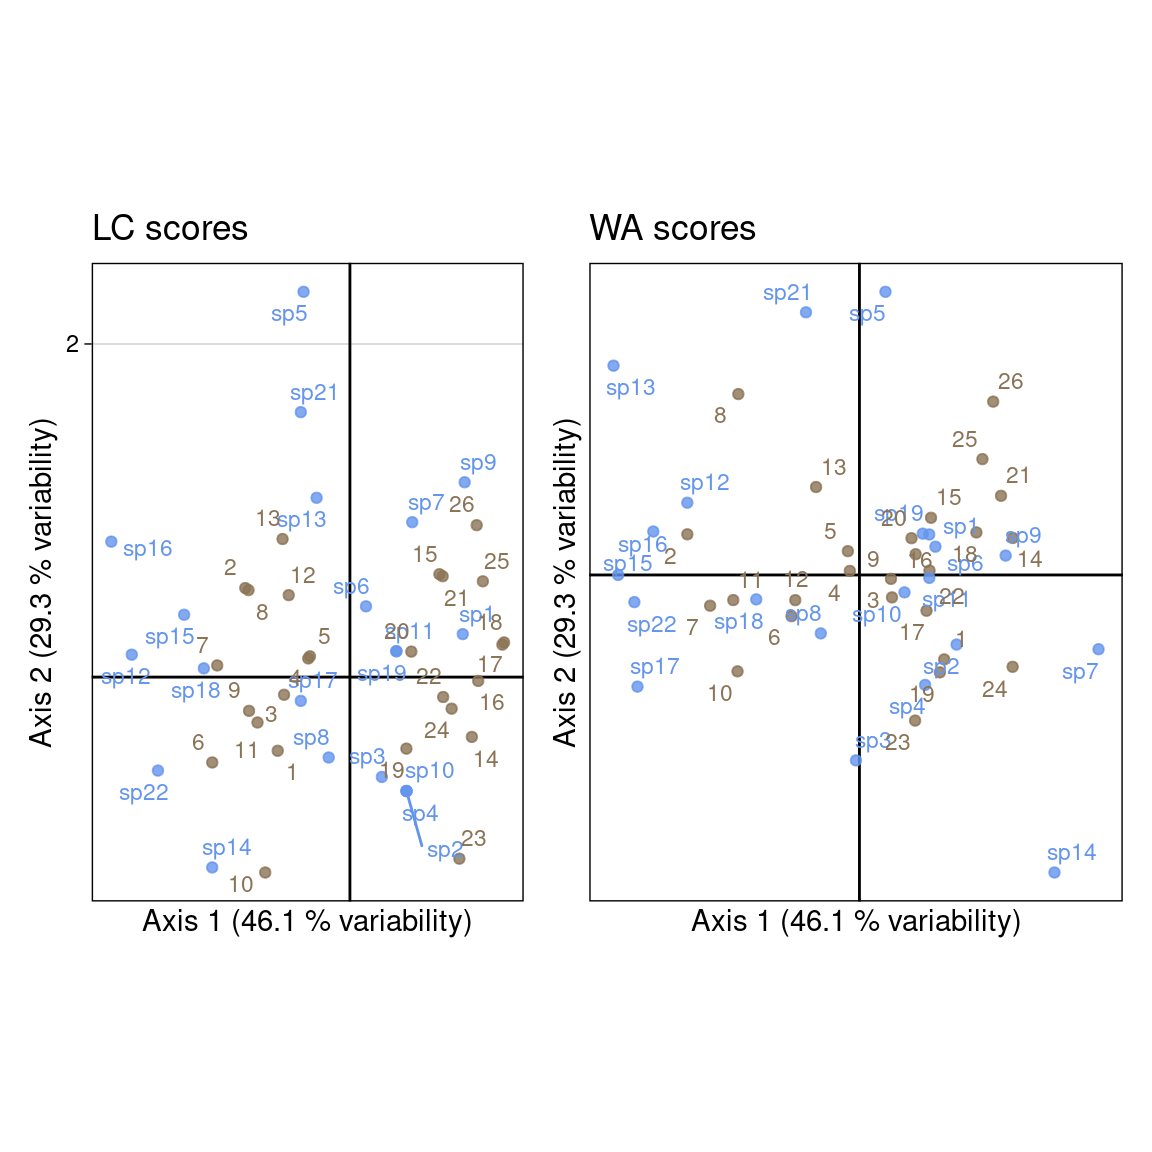 LC scores
sp5
2
sp21
sp9
sp7
26
13
sp13
sp16
15
25
2
12
sp6
8
21
sp1
18
sp15
20
sp11
5
7
17
sp12
4
sp17
sp19
22
sp18
9
16
3
24
6
11
sp8
sp3
14
1
19
sp10
sp22
sp4
23
sp14
sp2
10
Axis 1 (46.1 % variability)
Axis 2 (29.3 % variability)
WA scores
sp21
sp5
sp13
26
8
25
13
21
sp12
15
sp19
20
sp1
5
sp9
sp16
2
18
14
sp15
9
16
sp6
11
12
4
3
22
sp11
sp8
sp10
sp22
7
sp18
6
17
1
sp17
sp2
sp7
10
19
24
sp4
sp3
23
sp14
Axis 1 (46.1 % variability)
Axis 2 (29.3 % variability)